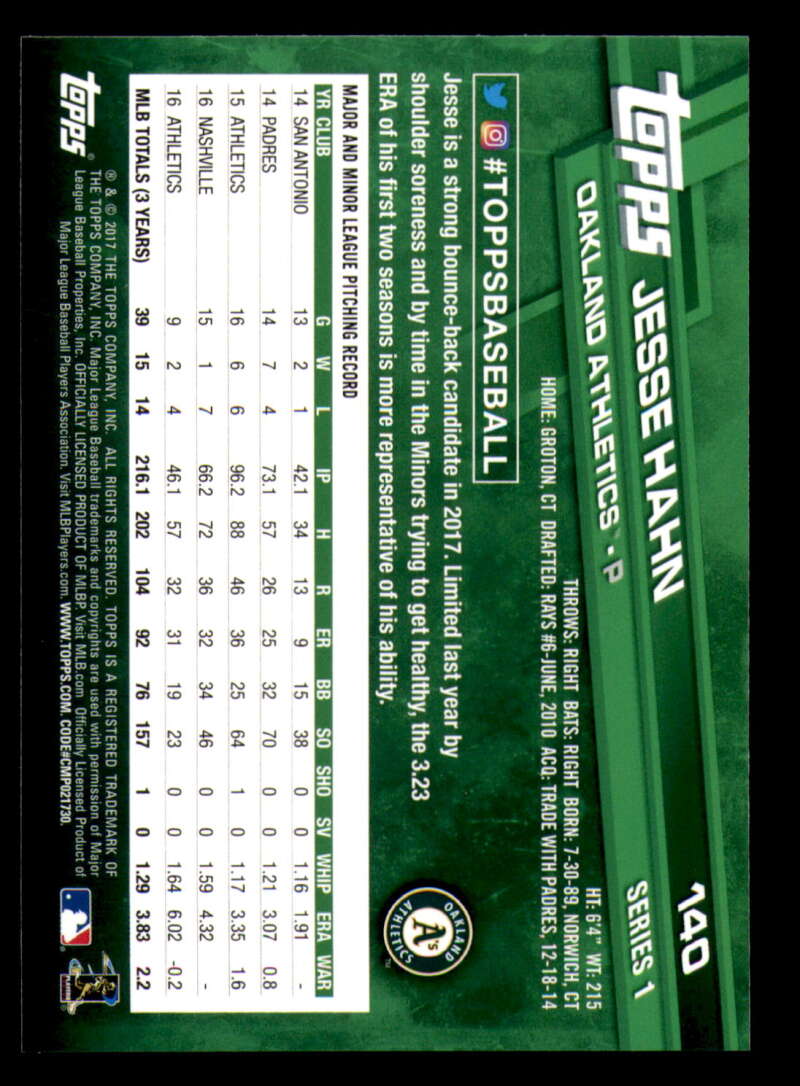 topps
JESSE HAHN
140
OAKLAND ATHLETICS™ • P
SERIES 1
HT: 6'4" WT: 215
THROWS: RIGHT BATS: RIGHT BORN: 7-30-89, NORWICH, CT
HOME: GROTON, CT DRAFTED: RAYS #6-JUNE, 2010 ACQ: TRADE WITH PADRES, 12-18-14
#TOPPSBASEBALL
Jesse is a strong bounce-back candidate in 2017. Limited last year by
shoulder soreness and by time in the Minors trying to get healthy, the 3.23
ERA of his first two seasons is more representative of his ability.
OAKLAND
A's
ATHLETICS™
MAJOR AND MINOR LEAGUE PITCHING RECORD
YR CLUB G W L IP H R ER BB SO SHO SV WHIP ERA WAR
14 SAN ANTONIO 13 2 1 42.1 34 13 9 15 38 0 0 1.16 1.91 -
14 PADRES 14 7 4 73.1 57 26 25 32 70 0 0 1.21 3.07 0.8
15 ATHLETICS 16 6 6 96.2 88 46 36 25 64 1 0 1.17 3.35 1.6
16 NASHVILLE 15 1 7 66.2 72 36 32 34 46 0 0 1.59 4.32 -
16 ATHLETICS 9 2 4 46.1 57 32 31 19 23 0 0 1.64 6.02 -0.2
MLB TOTALS (3 YEARS) 39 15 14 216.1 202 104 92 76 157 1 0 1.29 3.83 2.2
topps®
® & © 2017 THE TOPPS COMPANY, INC. ALL RIGHTS RESERVED. TOPPS IS A REGISTERED TRADEMARK OF
THE TOPPS COMPANY, INC. Major League Baseball trademarks and copyrights are used with permission of Major
League Baseball Properties, Inc. OFFICIALLY LICENSED PRODUCT OF MLBP. Visit MLB.com Officially Licensed Product of
Major League Baseball Players Association. Visit MLBPlayers.com. WWW.TOPPS.COM. CODE#CMP021730.
PLAYERS